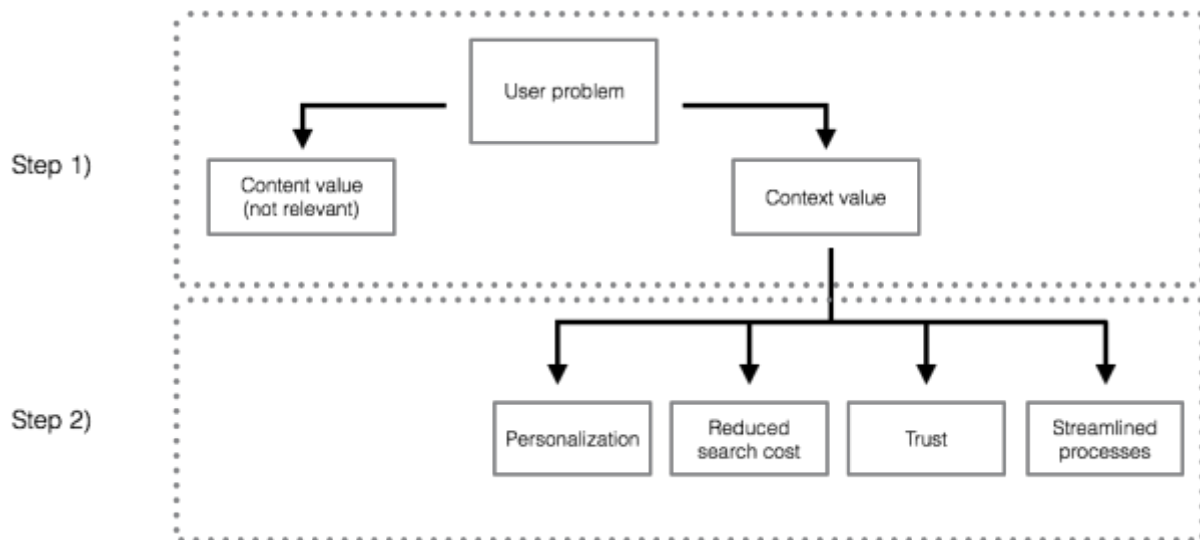 User problem
Step 1)
Content value
(not relevant)
Context value
Step 2)
Personalization
Reduced
search cost
Trust
Streamlined
processes